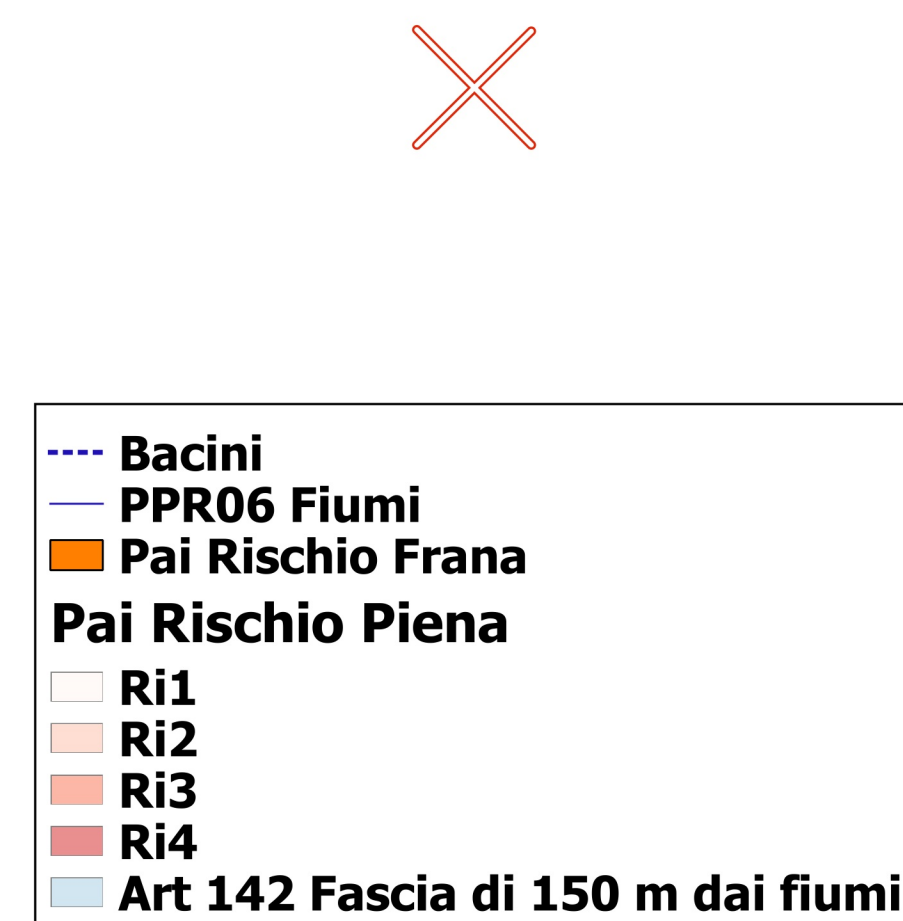 Bacini
PPR06 Fiumi
Pai Rischio Frana
Pai Rischio Piena
Ri1
Ri2
Ri3
Ri4
Art 142 Fascia di 150 m dai fiumi